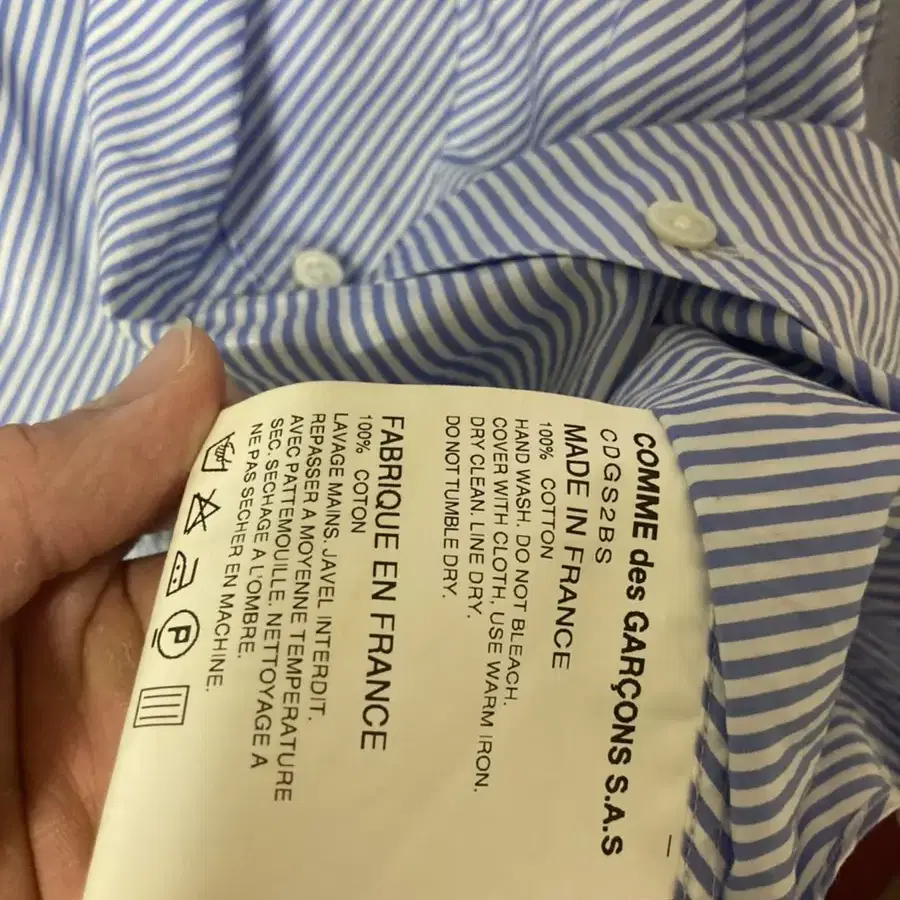 COMME des GARÇONS S.A.S
CDGS2BS
MADE IN FRANCE
100% COTTON
HAND WASH. DO NOT BLEACH.
COVER WITH CLOTH. USE WARM IRON.
DRY CLEAN. LINE DRY.
DO NOT TUMBLE DRY.
FABRIQUE EN FRANCE
100% COTON
LAVAGE MAINS. JAVEL INTERDIT.
REPASSER A MOYENNE TEMPERATURE
AVEC PATTEMOUILLE. NETTOYAGE A
SEC. SECHAGE A L'OMBRE.
NE PAS SECHER EN MACHINE.
P